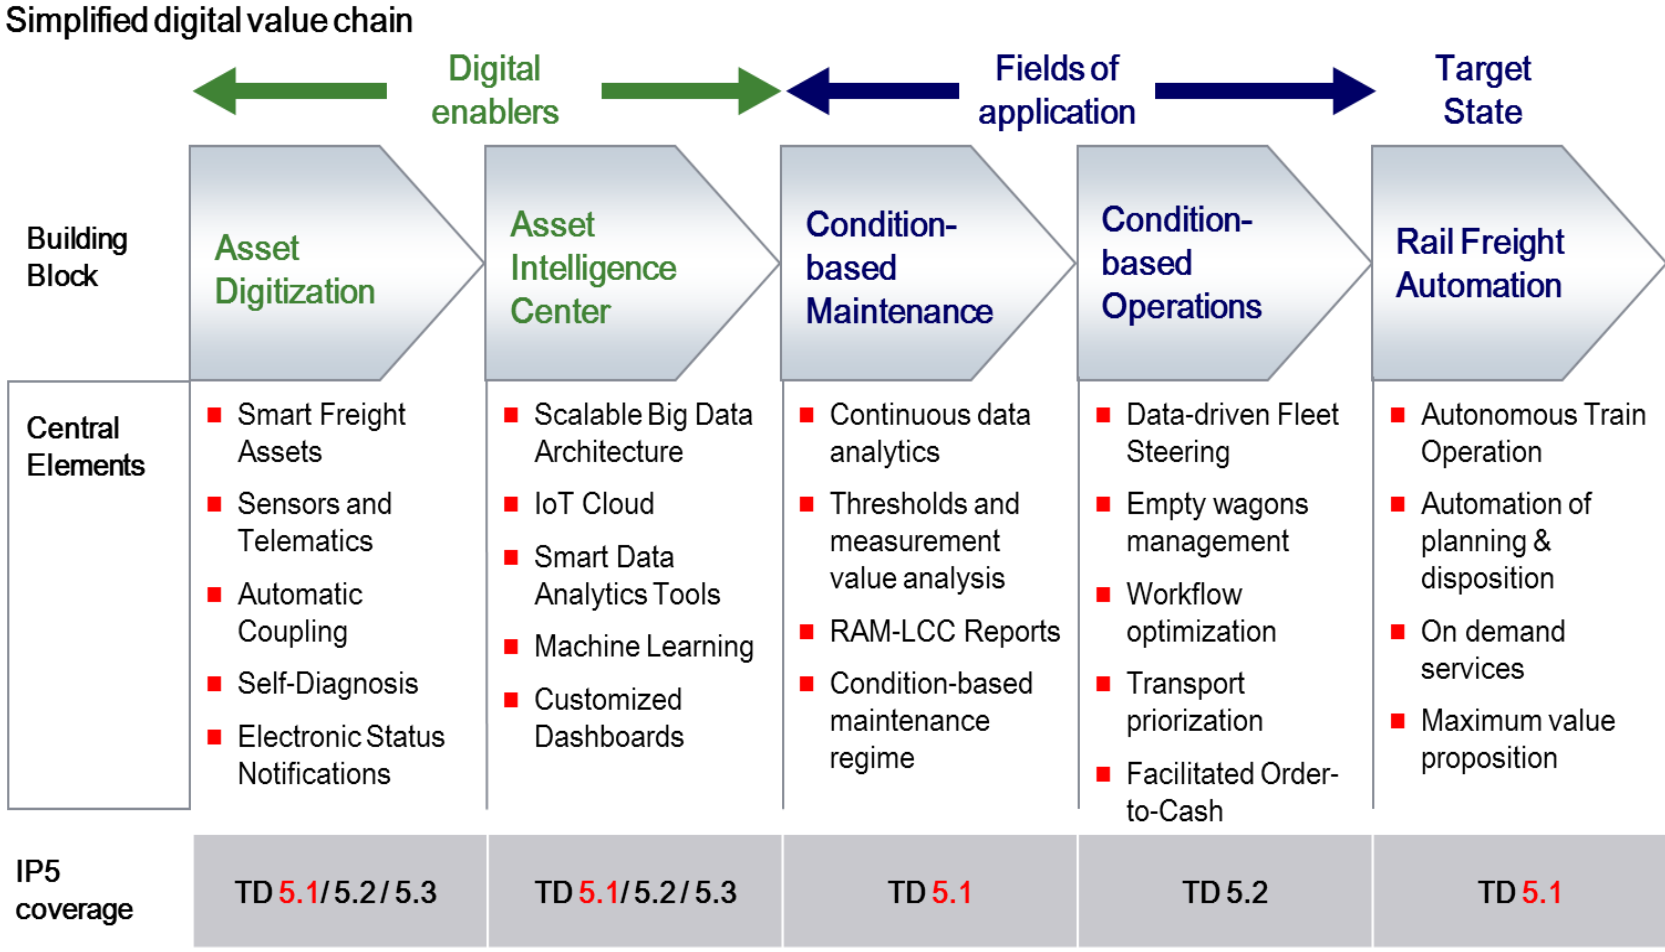 Simplified digital value chain
Digital
enablers
Fields of
application
Target
State
Building
Block
Asset
Digitization
Asset
Intelligence
Center
Condition-
based
Maintenance
Condition-
based
Operations
Rail Freight
Automation
Central
Elements
Smart Freight
Assets
Sensors and
Telematics
Automatic
Coupling
Self-Diagnosis
Electronic Status
Notifications
Scalable Big Data
Architecture
IoT Cloud
Smart Data
Analytics Tools
Machine Learning
Customized
Dashboards
Continuous data
analytics
Thresholds and
measurement
value analysis
RAM-LCC Reports
Condition-based
maintenance
regime
Data-driven Fleet
Steering
Empty wagons
management
Workflow
optimization
Transport
priorization
Facilitated Order-
to-Cash
Autonomous Train
Operation
Automation of
planning &
disposition
On demand
services
Maximum value
proposition
IP5
coverage
TD 5.1/ 5.2 / 5.3
TD 5.1/ 5.2 / 5.3
TD 5.1
TD 5.2
TD 5.1